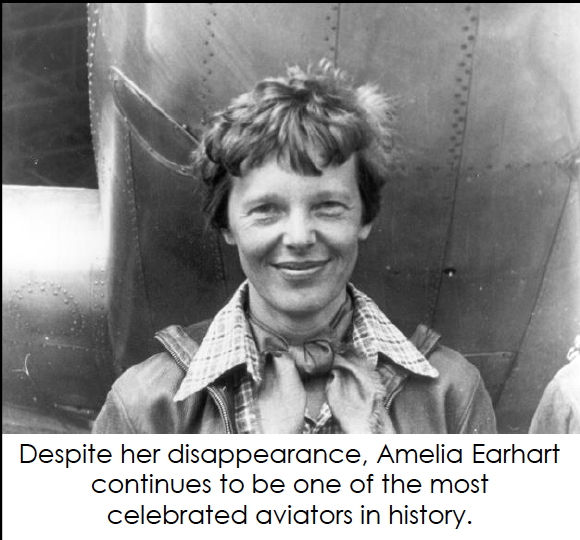 Despite her disappearance, Amelia Earhart
continues to be one of the most
celebrated aviators in history.